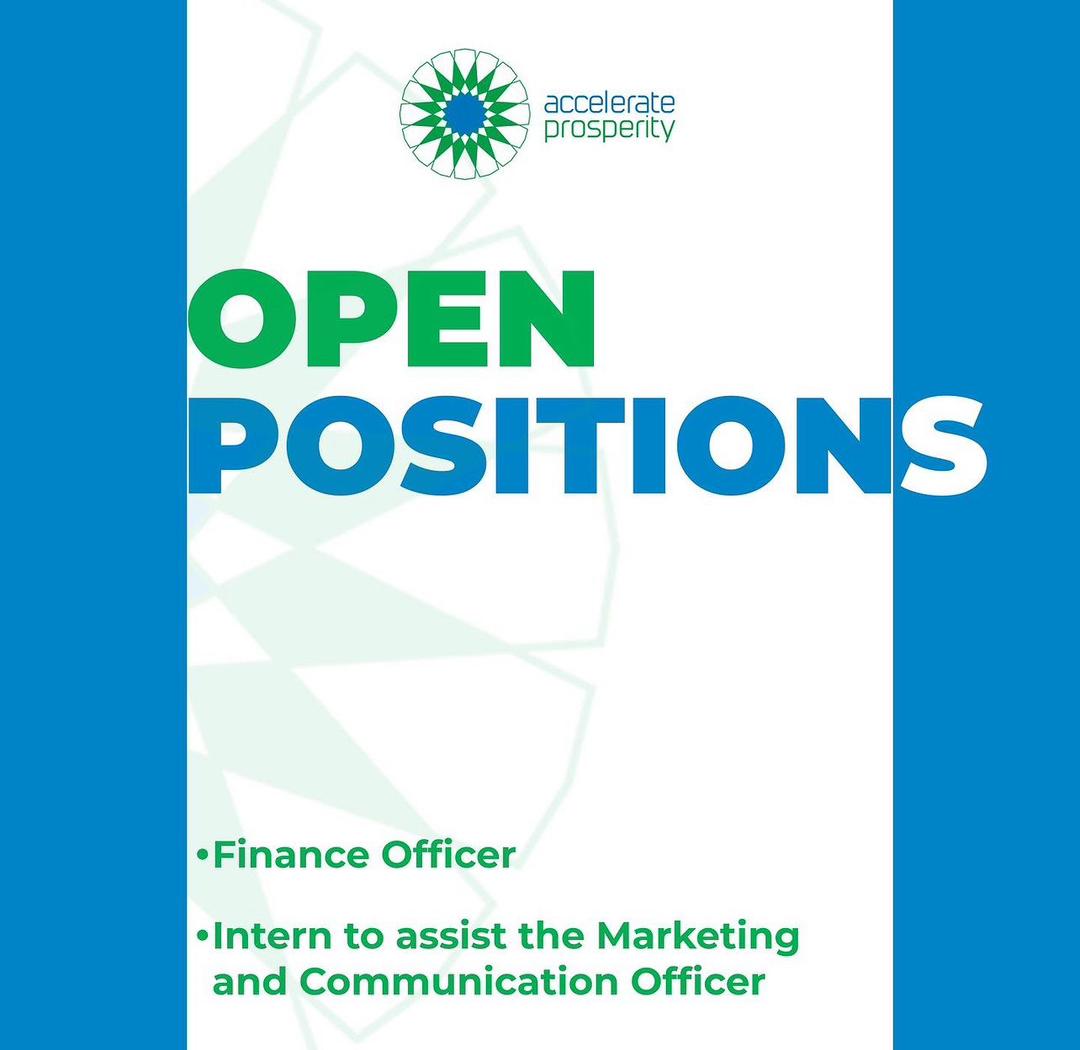 accelerate
prosperity
OPEN
POSITIONS
•Finance Officer
•Intern to assist the Marketing
and Communication Officer